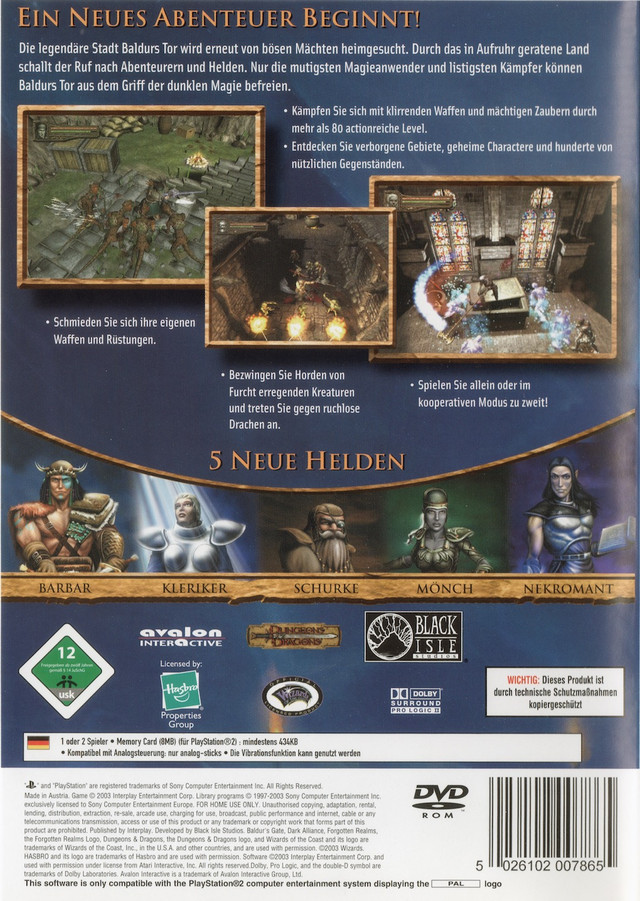 EIN NEUES ABENTEUER BEGINNT!
Die legendäre Stadt Baldurs Tor wird erneut von bösen Mächten heimgesucht. Durch das in Aufruhr geratene Land
schallt der Ruf nach Abenteurern und Helden. Nur die mutigsten Magieanwender und listigsten Kämpfer können
Baldurs Tor aus dem Griff der dunklen Magie befreien.
• Kämpfen Sie sich mit klirrenden Waffen und mächtigen Zaubern durch
mehr als 80 actionreiche Level.
• Entdecken Sie verborgene Gebiete, geheime Charactere und hunderte von
nützlichen Gegenständen.
• Schmieden Sie sich ihre eigenen
Waffen und Rüstungen.
• Bezwingen Sie Horden von
Furcht erregenden Kreaturen
und treten Sie gegen ruchlose
Drachen an.
• Spielen Sie allein oder im
kooperativen Modus zu zweit!
5 NEUE HELDEN
BARBAR KLERIKER SCHURKE MÖNCH NEKROMANT
12
Freigegeben ab zwölf Jahren
gemäß § 14 JuSchG
usk
avalon
INTERACTIVE
DUNGEONS & DRAGONS
BLACK
ISLE
STUDIOS
Licensed by:
Hasbro
Properties
Group
OFFICIAL
Wizards
DOLBY
SURROUND
PRO LOGIC II
WICHTIG: Dieses Produkt ist
durch technische Schutzmaßnahmen
kopiergeschützt
1 oder 2 Spieler • Memory Card (8MB) (für PlayStation®2) : mindestens 434KB
• Kompatibel mit Analogsteuerung: nur analog-sticks • Die Vibrationsfunktion kann genutzt werden
" and "PlayStation" are registered trademarks of Sony Computer Entertainment Inc. All Rights Reserved.
Made in Austria. Game © 2003 Interplay Entertainment Corp. Library programs © 1997-2003 Sony Computer Entertainment Inc.
exclusively licensed to Sony Computer Entertainment Europe. FOR HOME USE ONLY. Unauthorised copying, adaptation, rental,
lending, distribution, extraction, re-sale, arcade use, charging for use, broadcast, public performance and internet, cable or any
telecommunications transmission, access or use of this product or any trademark or copyright work that forms part of this
product are prohibited. Published by Interplay. Developed by Black Isle Studios. Baldur's Gate, Dark Alliance, Forgotten Realms,
the Forgotten Realms Logo, Dungeons & Dragons, the Dungeons & Dragons logo, and Wizards of the Coast and its logo are
trademarks of Wizards of the Coast, Inc., in the U.S.A. and other countries, and are used with permission. ©2003 Wizards.
HASBRO and its logo are trademarks of Hasbro and are used with permission. Software ©2003 Interplay Entertainment Corp. and
used with permission under license from Atari Interactive, Inc. All rights reserved.Dolby, Pro Logic, and the double-D symbol are
trademarks of Dolby Laboratories. Avalon Interactive is a trademark of Avalon Interactive Group, Ltd.
This software is only compatible with the PlayStation®2 computer entertainment system displaying the PAL logo
DVD
ROM
5 026102 007865